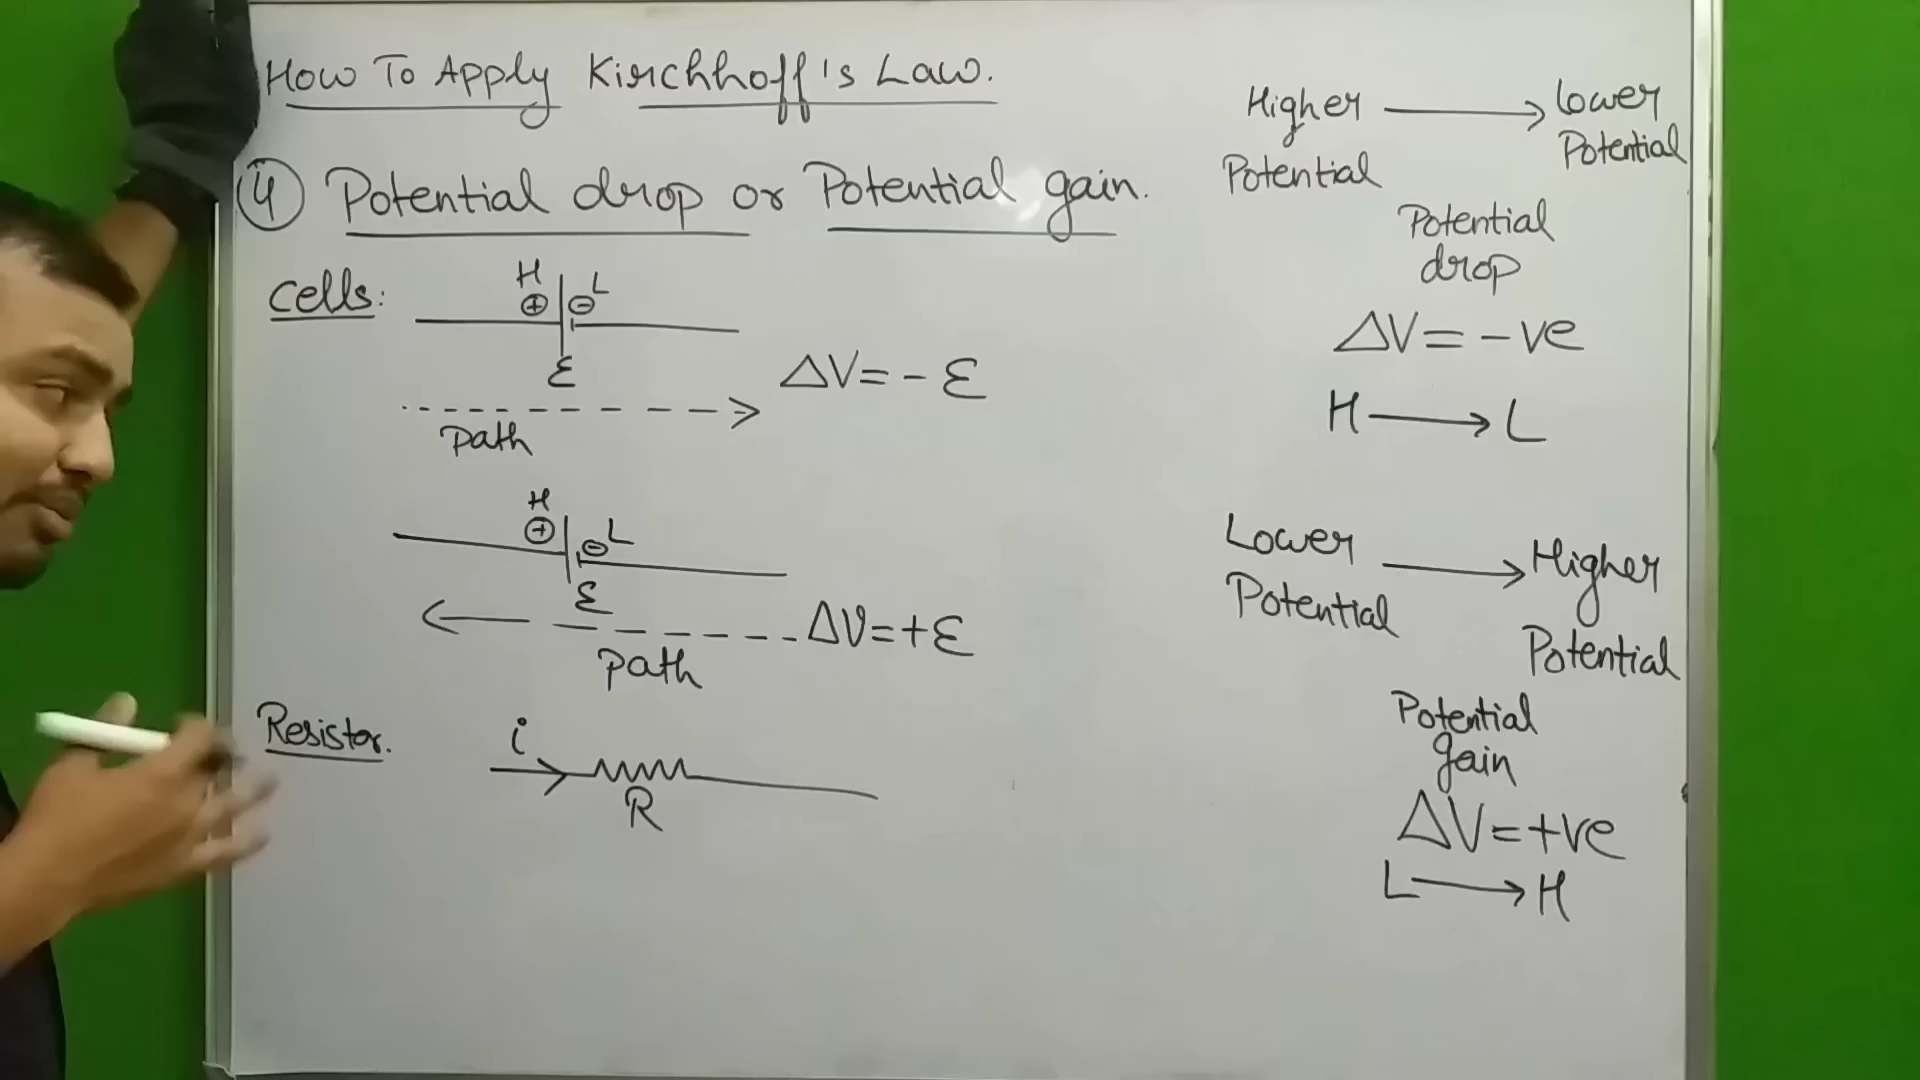 How To Apply Kirchhoff's Law.
④ Potential drop or Potential gain.
Cells:
H L
⊕ ⊖
ε
ΔV = - ε
Path
H
⊕ ⊖ L
ε
ΔV = + ε
Path
Resistor.
i
R
Higher Potential → Lower Potential
Potential
drop
ΔV = -ve
H → L
Lower Potential → Higher Potential
Potential
gain
ΔV = +ve
L → H